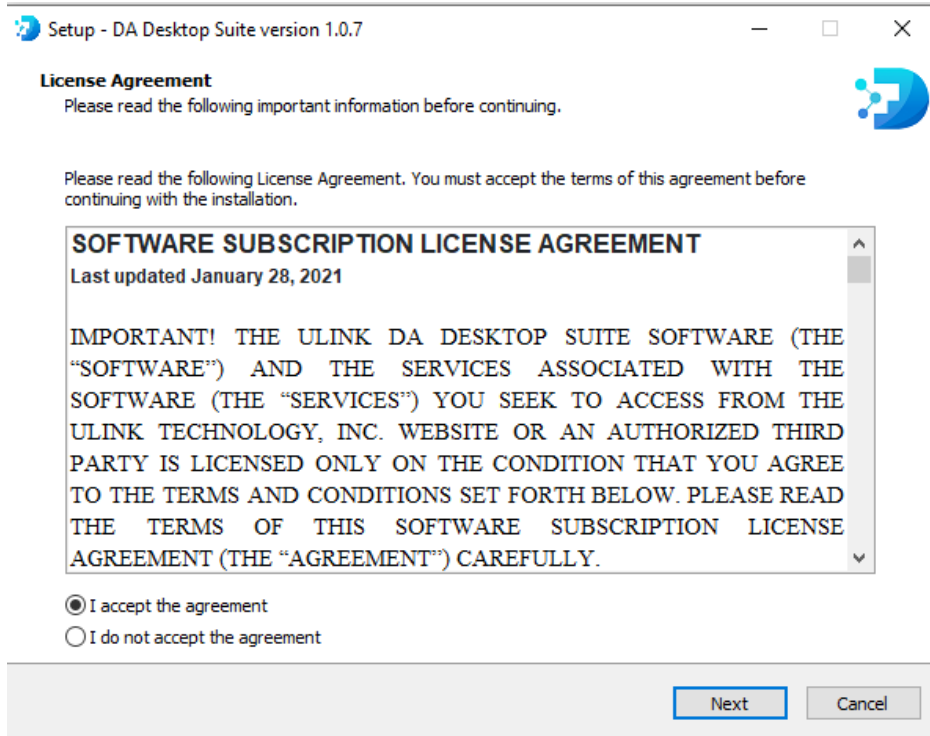 Setup - DA Desktop Suite version 1.0.7
License Agreement
Please read the following important information before continuing.
Please read the following License Agreement. You must accept the terms of this agreement before
continuing with the installation.
SOFTWARE SUBSCRIPTION LICENSE AGREEMENT
Last updated January 28, 2021
IMPORTANT! THE ULINK DA DESKTOP SUITE SOFTWARE (THE
“SOFTWARE”) AND THE SERVICES ASSOCIATED WITH THE
SOFTWARE (THE “SERVICES”) YOU SEEK TO ACCESS FROM THE
ULINK TECHNOLOGY, INC. WEBSITE OR AN AUTHORIZED THIRD
PARTY IS LICENSED ONLY ON THE CONDITION THAT YOU AGREE
TO THE TERMS AND CONDITIONS SET FORTH BELOW. PLEASE READ
THE TERMS OF THIS SOFTWARE SUBSCRIPTION LICENSE
AGREEMENT (THE “AGREEMENT”) CAREFULLY.
I accept the agreement
I do not accept the agreement
Next
Cancel